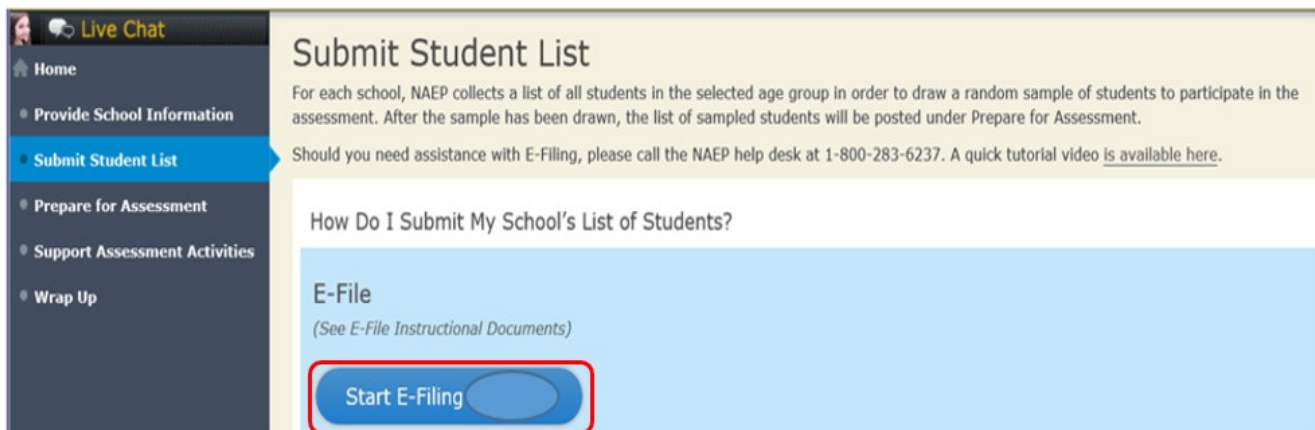 Live Chat
Home
Provide School Information
Submit Student List
Prepare for Assessment
Support Assessment Activities
Wrap Up
Submit Student List
For each school, NAEP collects a list of all students in the selected age group in order to draw a random sample of students to participate in the
assessment. After the sample has been drawn, the list of sampled students will be posted under Prepare for Assessment.
Should you need assistance with E-Filing, please call the NAEP help desk at 1-800-283-6237. A quick tutorial video is available here.
How Do I Submit My School's List of Students?
E-File
(See E-File Instructional Documents)
Start E-Filing